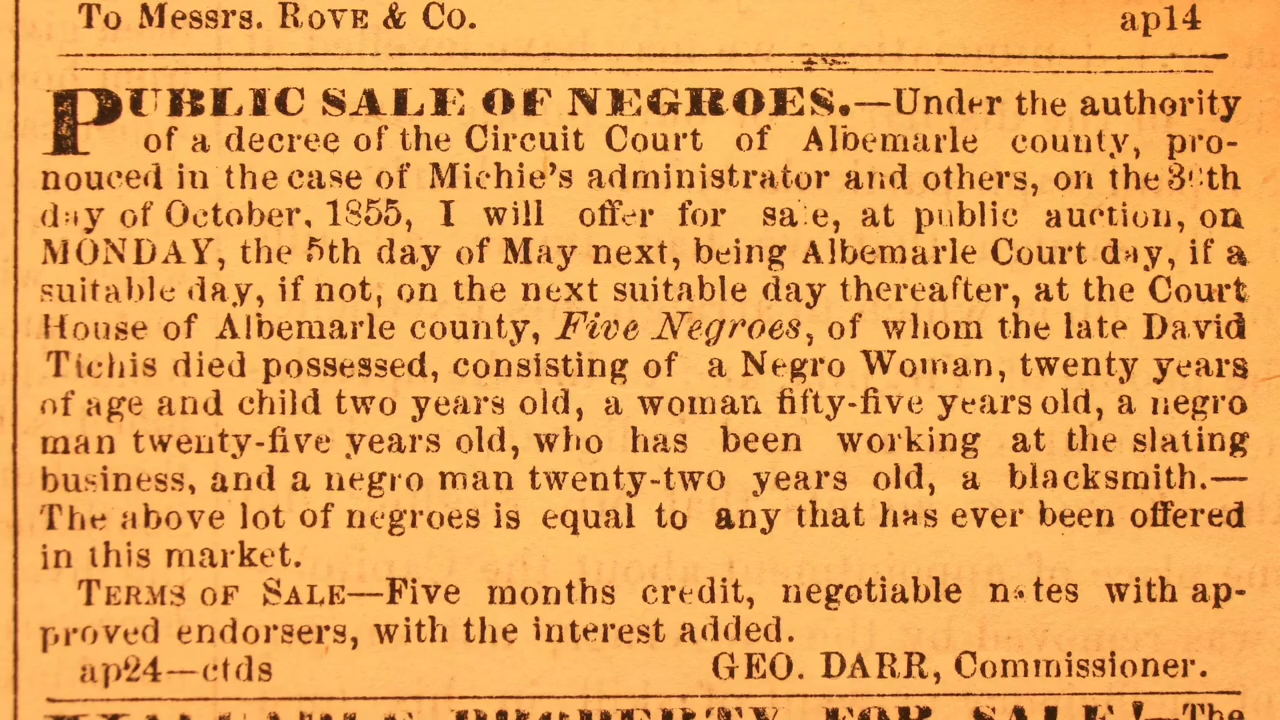 To Messrs. ROVE & Co. ap14
PUBLIC SALE OF NEGROES.—Under the authority
of a decree of the Circuit Court of Albemarle county, pro-
nouced in the case of Michie's administrator and others, on the 30th
day of October, 1855, I will offer for sale, at public auction, on
MONDAY, the 5th day of May next, being Albemarle Court day, if a
suitable day, if not, on the next suitable day thereafter, at the Court
House of Albemarle county, Five Negroes, of whom the late David
Tichis died possessed, consisting of a Negro Woman, twenty years
of age and child two years old, a woman fifty-five years old, a negro
man twenty-five years old, who has been working at the slating
business, and a negro man twenty-two years old, a blacksmith.—
The above lot of negroes is equal to any that has ever been offered
in this market.
TERMS OF SALE—Five months credit, negotiable notes with ap-
proved endorsers, with the interest added.
ap24—ctds GEO. DARR, Commissioner.
PROPERTY FOR SALE!—The